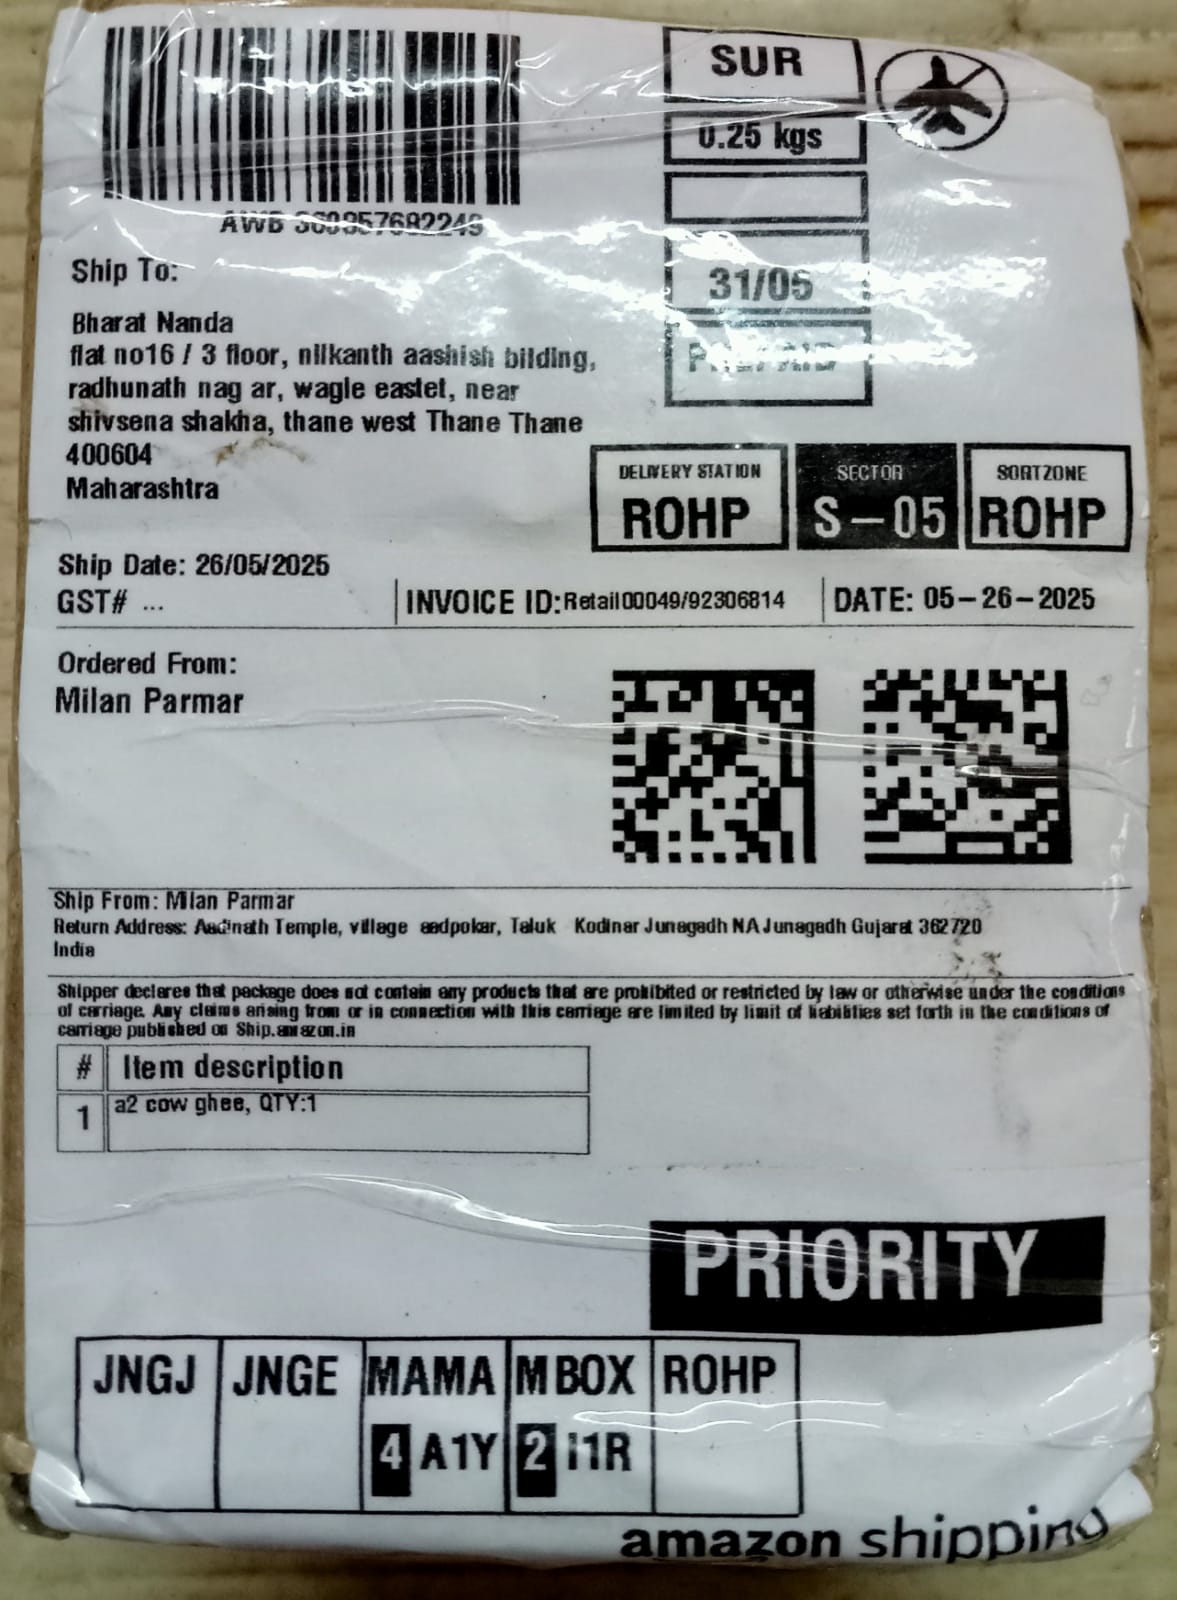 SUR
0.25 kgs
AWB
Ship To:
31/05
Bharat Nanda
flat no16 / 3 floor, nilkanth aashish bilding,
radhunath nag ar, wagle eastet, near
shivsena shakha, thane west Thane Thane
400604
Maharashtra
DELIVERY STATION
ROHP
SECTOR
S-05
SORTZONE
ROHP
Ship Date: 26/05/2025
GST# ...
INVOICE ID:Retail00049/92306814
DATE: 05-26-2025
Ordered From:
Milan Parmar
Ship From: Milan Parmar
Return Address: Temple, village aadpokar, Taluk Kodinar Junagadh NA Junagadh Gujarat 362720
India
Shipper declares that package does not contain any products that are prohibited or restricted by law or otherwise under the conditions
of carriage. Any claims arising from or in connection with this carriage are limited by limit of liabilities set forth in the conditions of
carriage published on Ship.amazon.in
# Item description
1 a2 cow ghee, QTY:1
PRIORITY
JNGJ JNGE MAMA MBOX ROHP
4 A1Y 2 I1R
amazon shipping